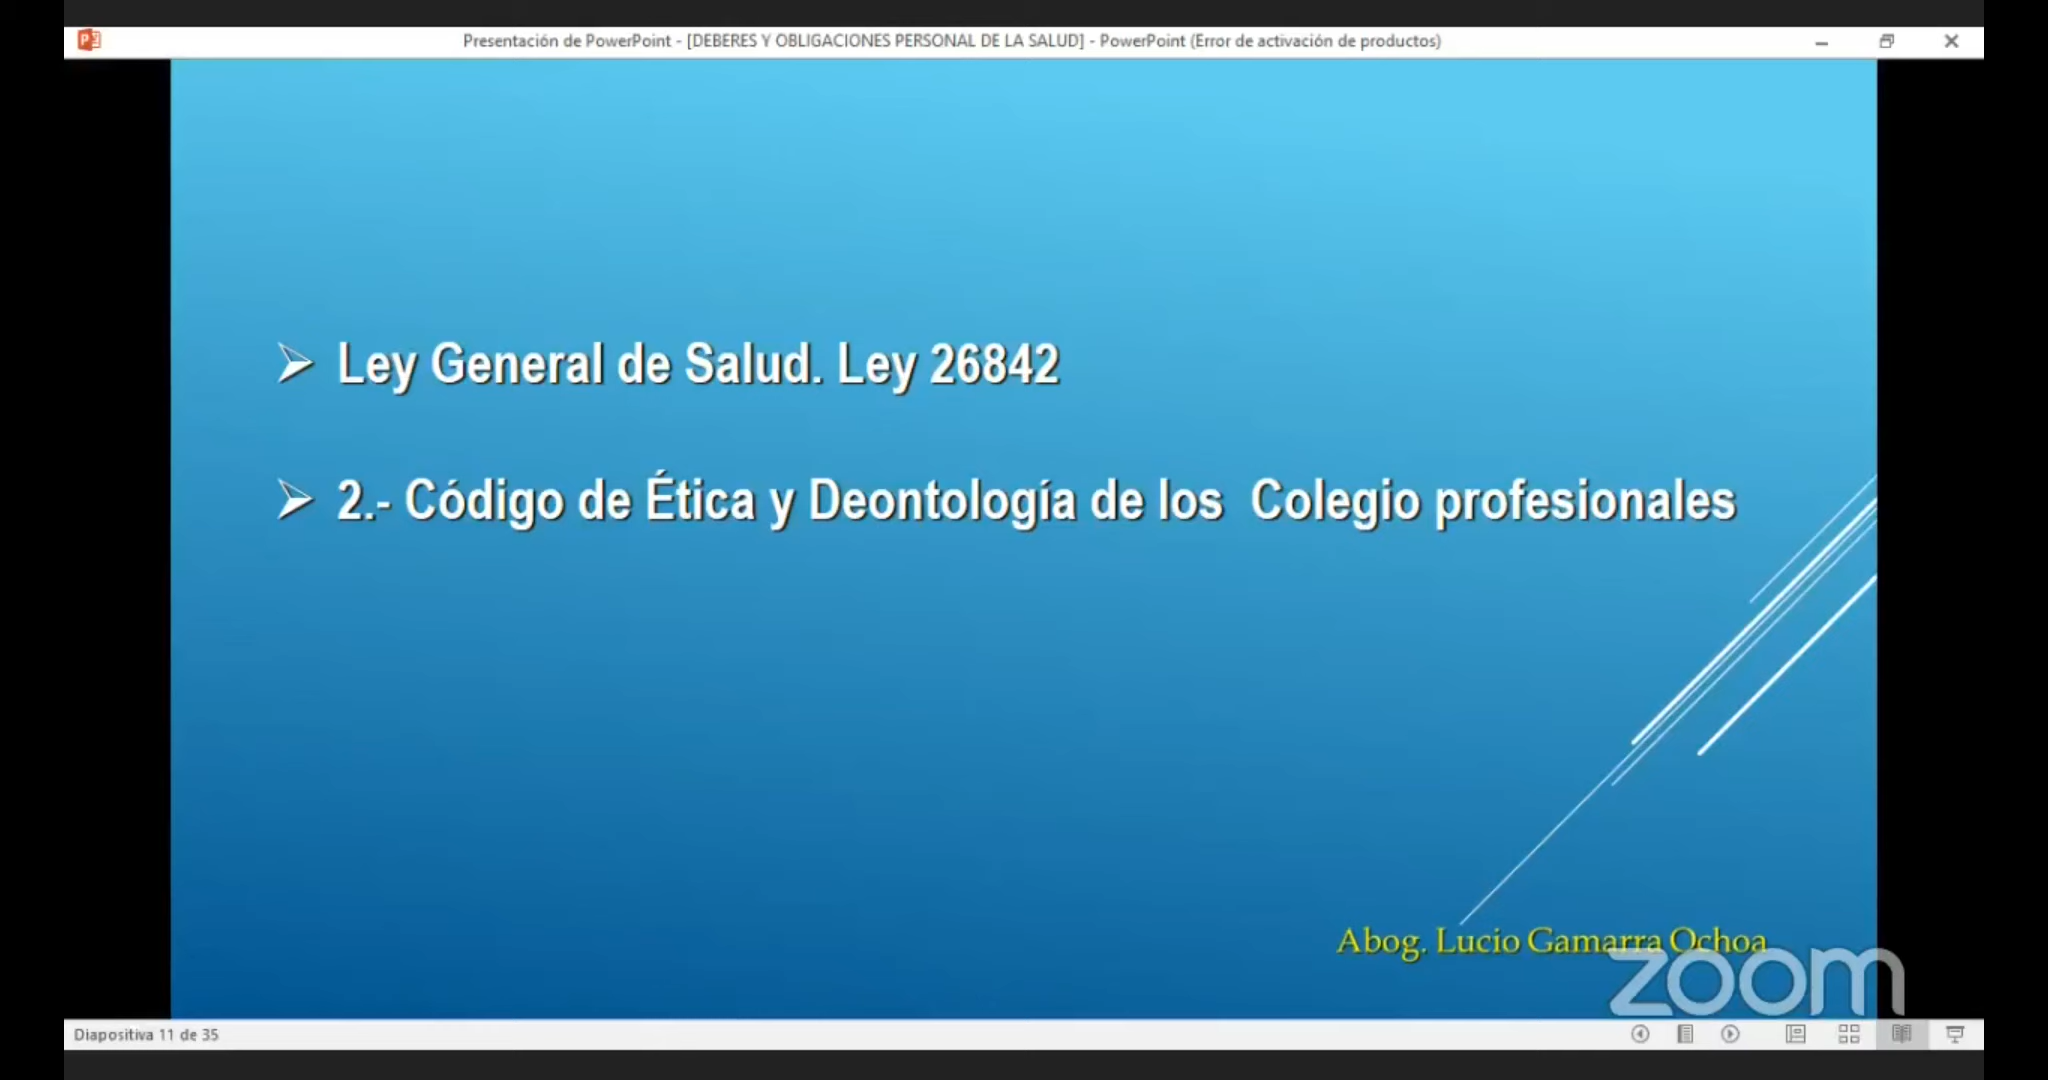 Presentación de PowerPoint - [DEBERES Y OBLIGACIONES PERSONAL DE LA SALUD] - PowerPoint (Error de activación de productos)
Ley General de Salud. Ley 26842
2.- Código de Ética y Deontología de los Colegio profesionales
Abog. Lucio Gamarra Ochoa
zoom
Diapositiva 11 de 35